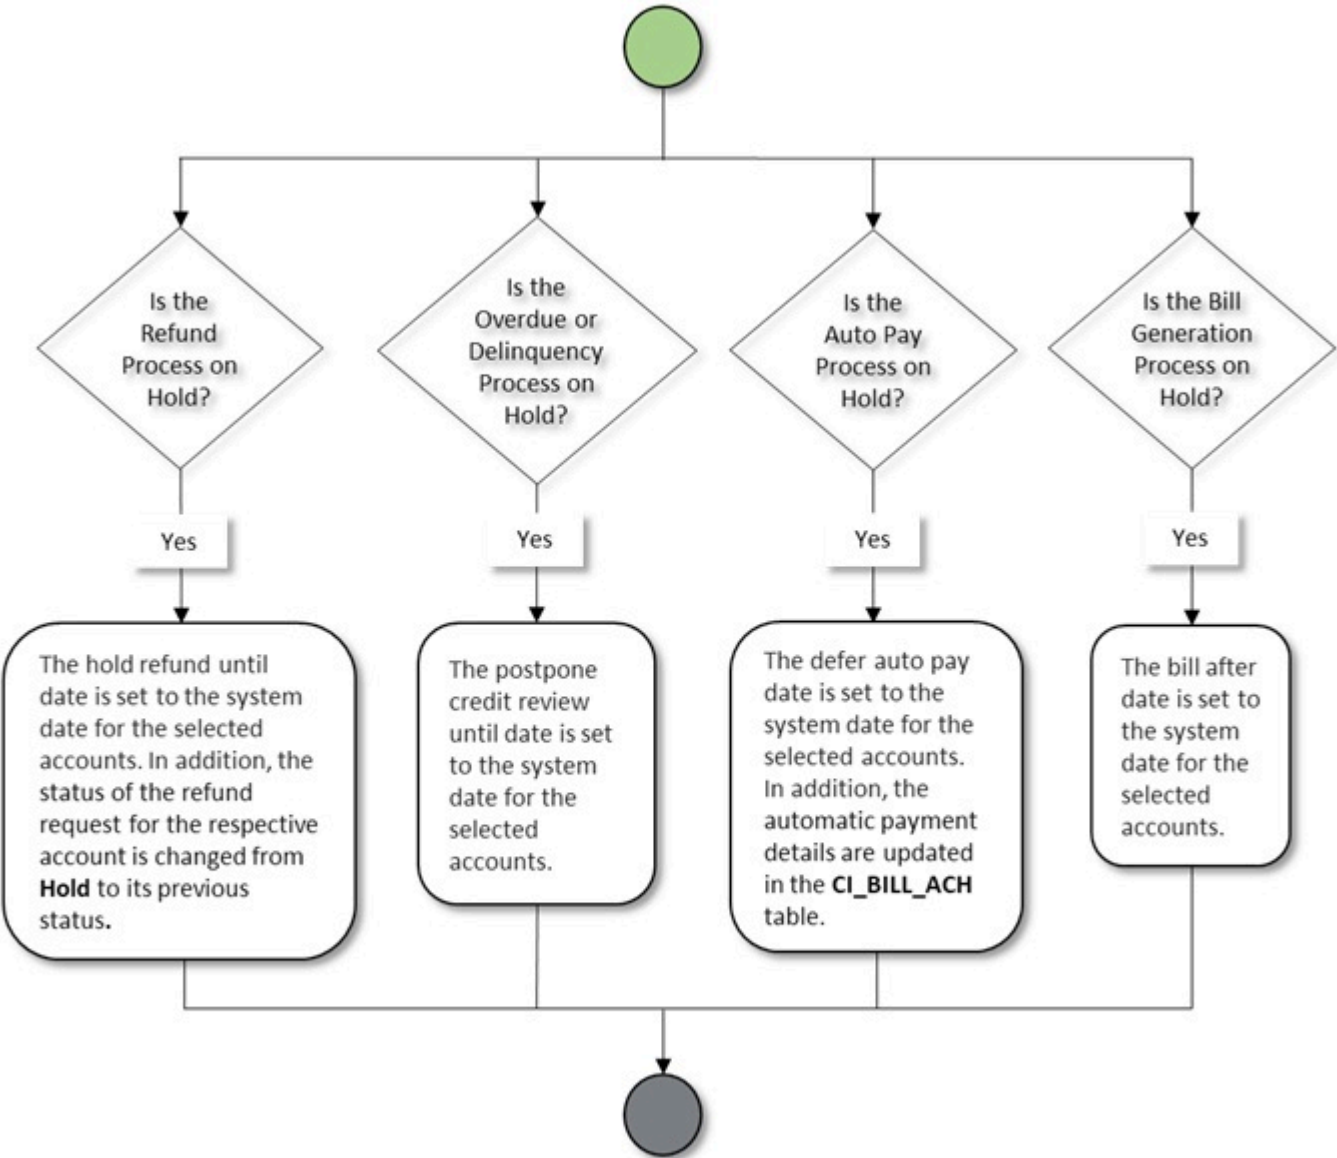 Is the
Refund
Process on
Hold?
Is the
Overdue or
Delinquency
Process on
Hold?
Is the
Auto Pay
Process on
Hold?
Is the Bill
Generation
Process on
Hold?
Yes
Yes
Yes
Yes
The hold refund until
date is set to the system
date for the selected
accounts. In addition, the
status of the refund
request for the respective
account is changed from
Hold to its previous
status.
The postpone
credit review
until date is set
to the system
date for the
selected
accounts.
The defer auto pay
date is set to the
system date for the
selected accounts.
In addition, the
automatic payment
details are updated
in the CI_BILL_ACH
table.
The bill after
date is set to
the system
date for the
selected
accounts.